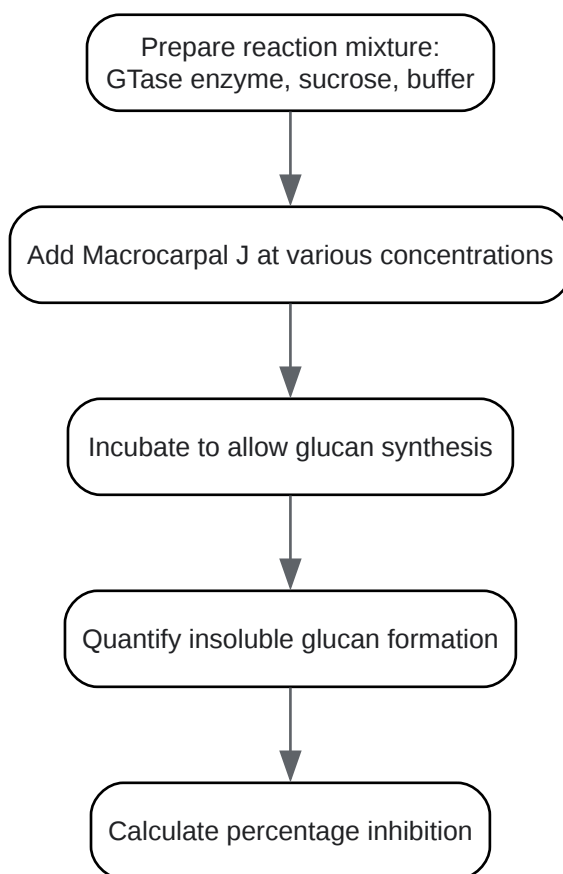 Prepare reaction mixture:
GTase enzyme, sucrose, buffer
Add Macrocarpal J at various concentrations
Incubate to allow glucan synthesis
Quantify insoluble glucan formation
Calculate percentage inhibition